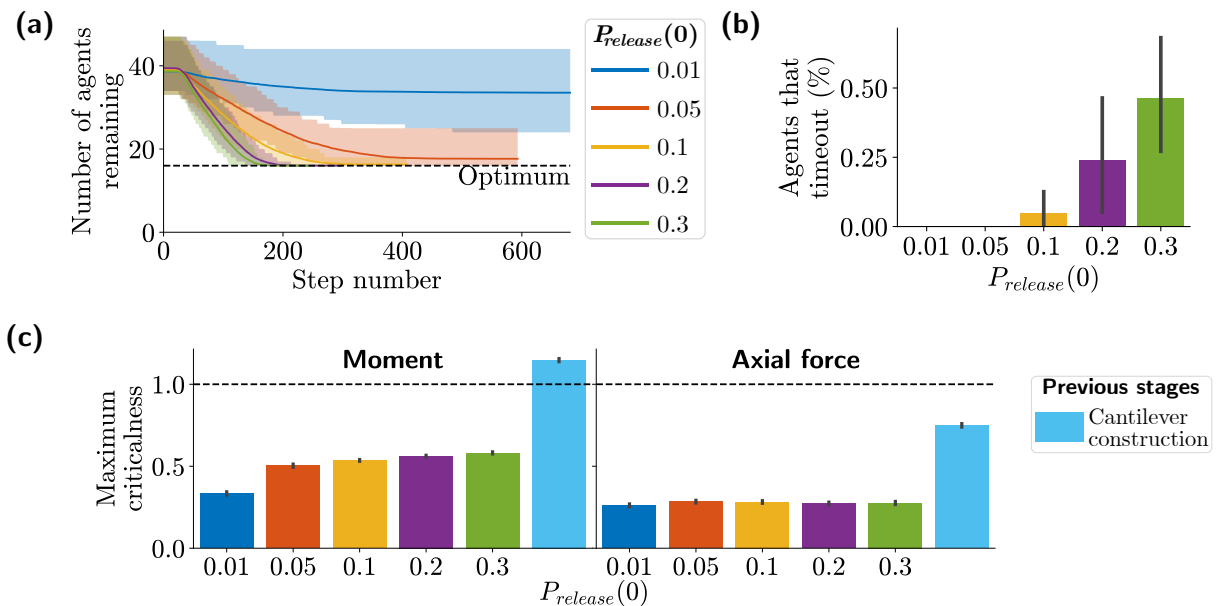 (a)
Number of agents
remaining
40
20
0
0
200
400
600
Step number
Optimum
P_release(0)
0.01
0.05
0.1
0.2
0.3
(b)
Agents that
timeout (%)
0.50
0.25
0.00
0.01 0.05 0.1 0.2 0.3
P_release(0)
(c)
Maximum
criticalness
1.0
0.5
0.0
Moment
Axial force
0.01 0.05 0.1 0.2 0.3
0.01 0.05 0.1 0.2 0.3
P_release(0)
Previous stages
Cantilever
construction